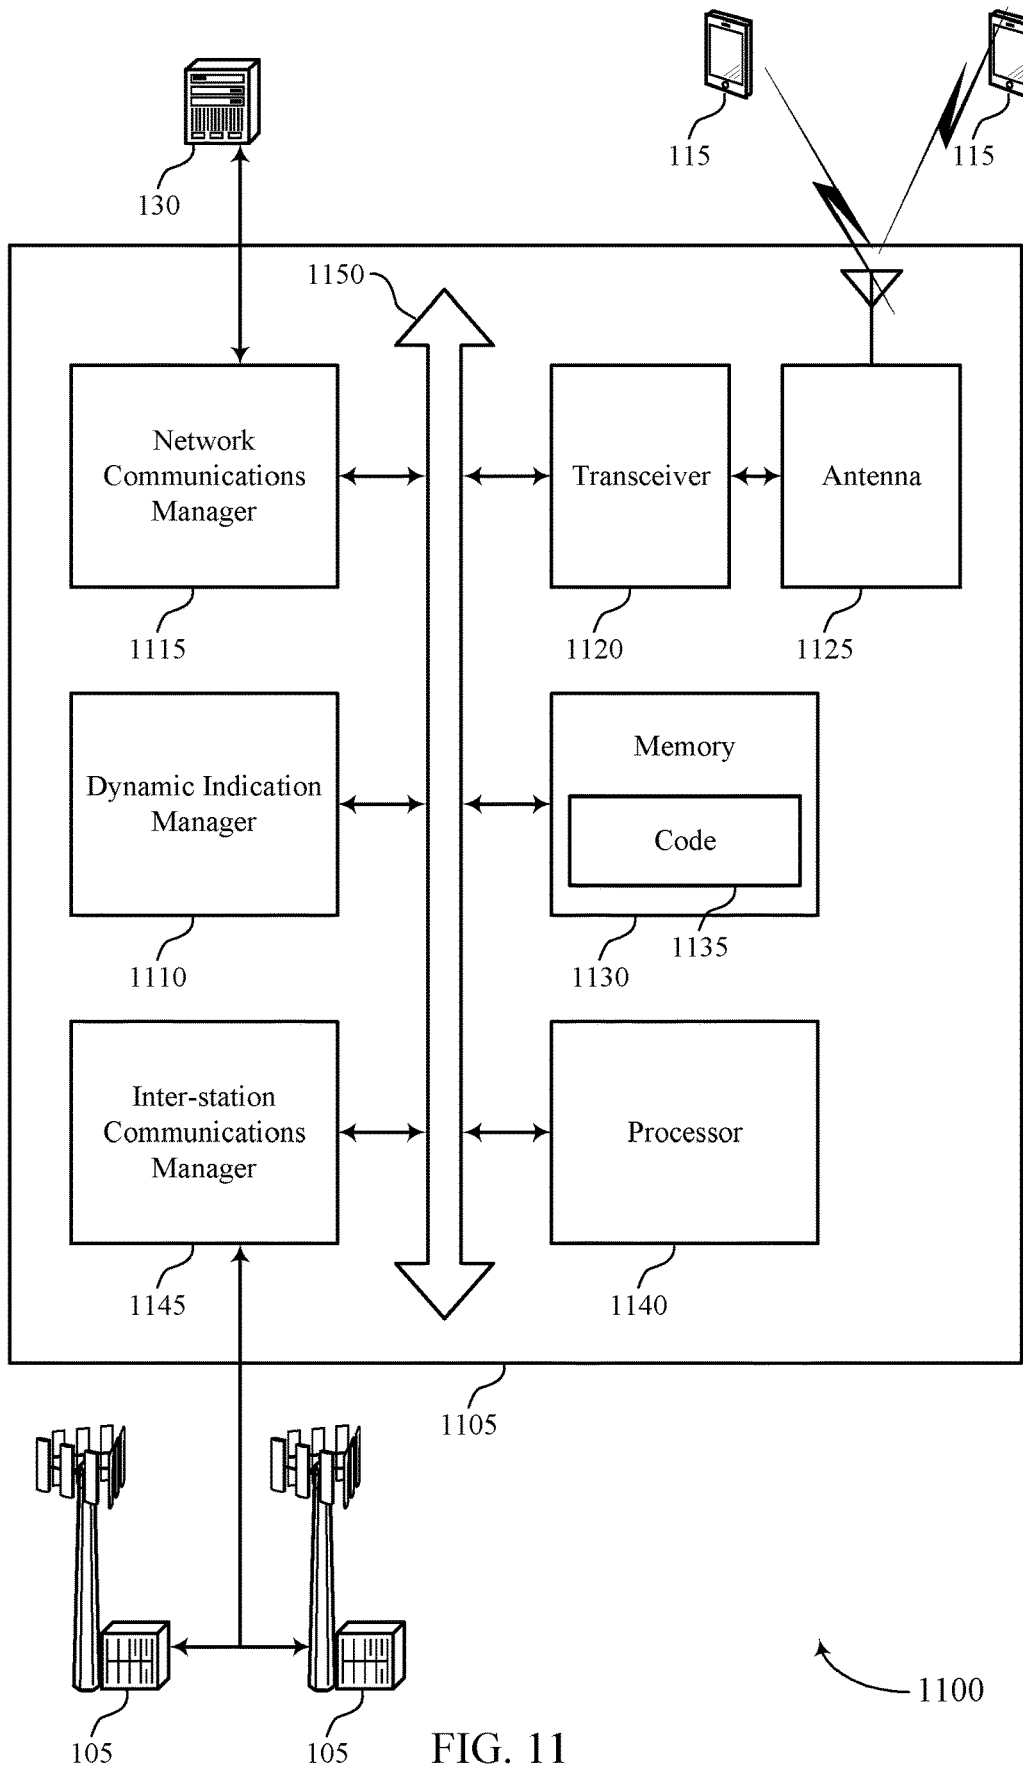 115
115
130
1150
Network
Communications
Manager
Transceiver
Antenna
1115
1120
1125
Dynamic Indication
Manager
Memory
Code
1110
1130
1135
Inter-station
Communications
Manager
Processor
1145
1140
1105
1100
105
105
FIG. 11